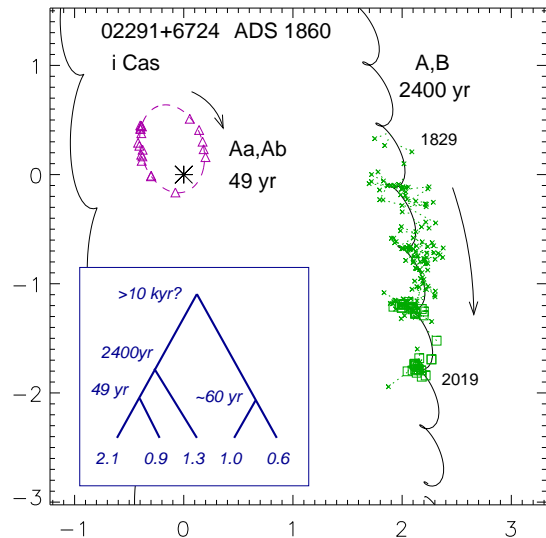 02291+6724 ADS 1860
i Cas
A,B
2400 yr
1829
Aa,Ab
49 yr
2019
>10 kyr?
2400yr
49 yr
~60 yr
2.1 0.9 1.3 1.0 0.6
1
0
−1
−2
−3
−1 0 1 2 3